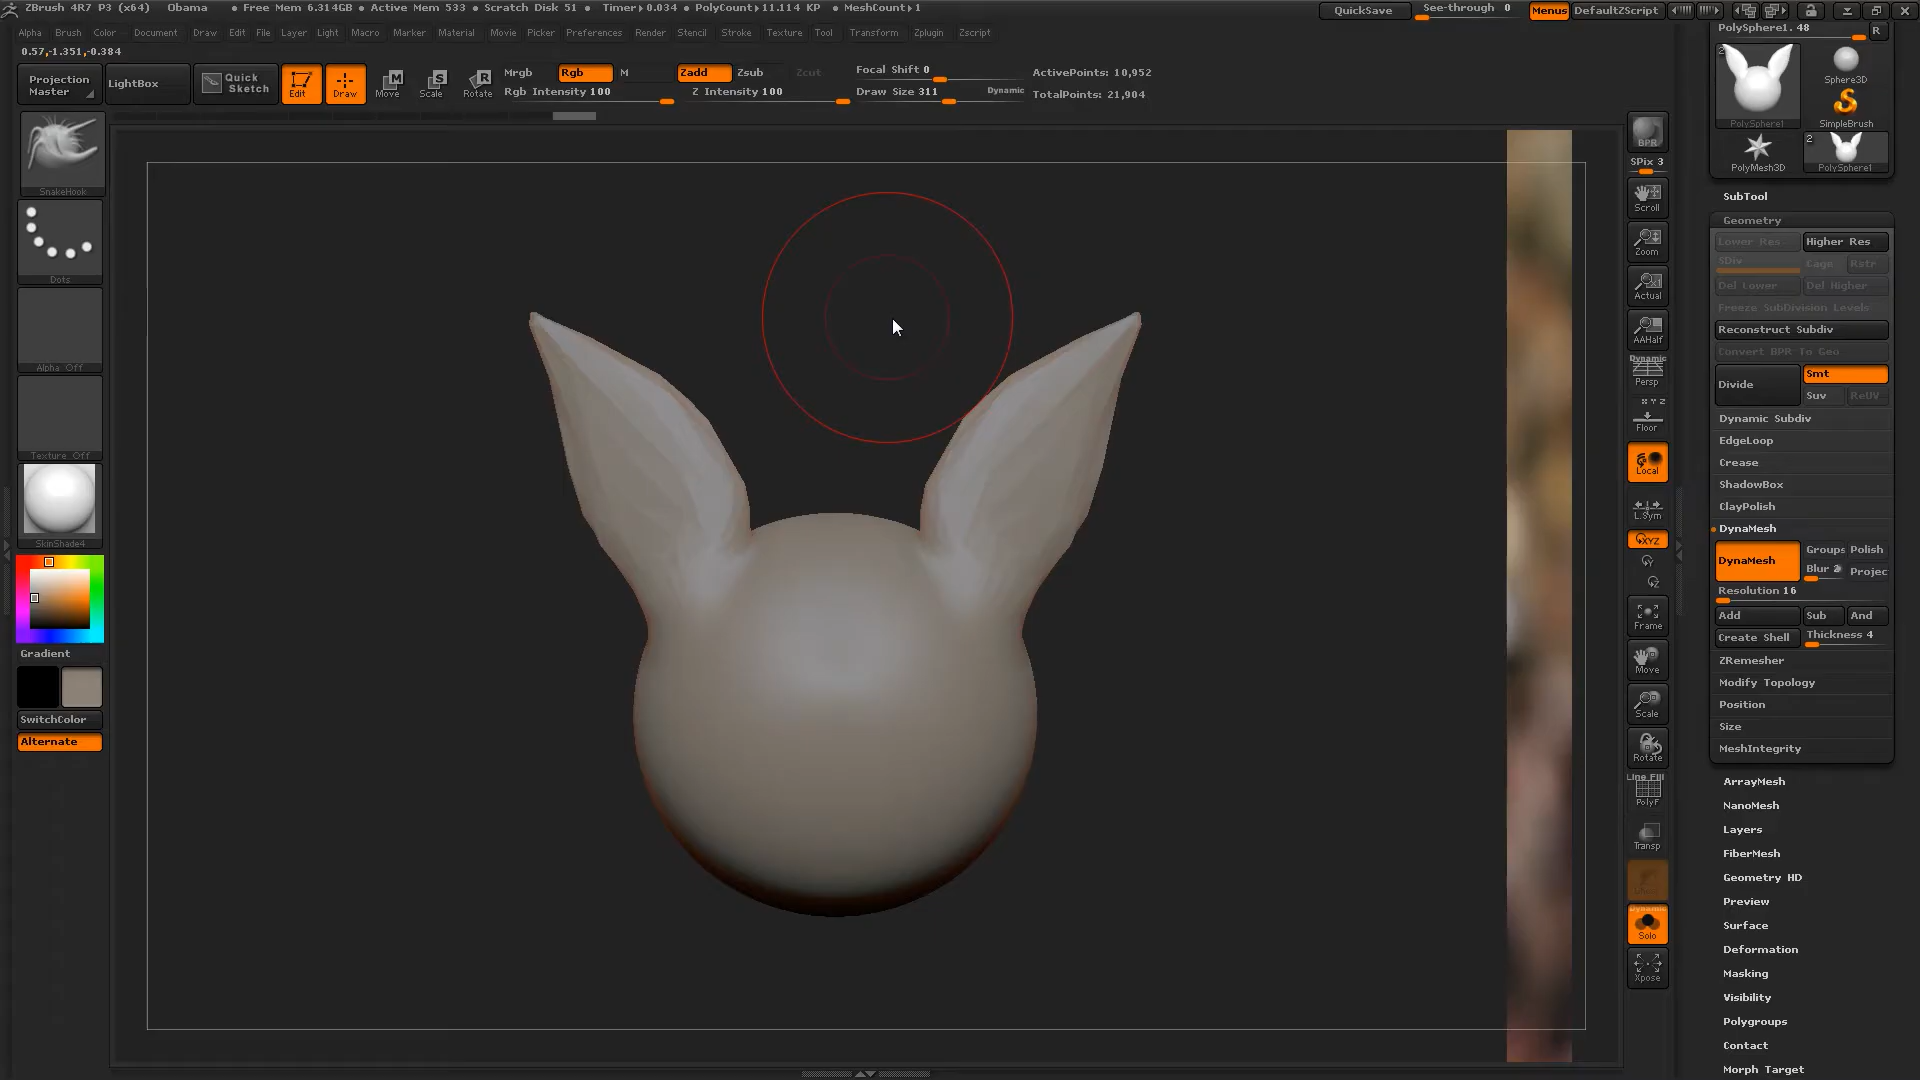 ZBrush 4R7 P3 (x64) Obama • Free Mem 6.314GB • Active Mem 533 • Scratch Disk 51 • Timer▸0.034 • PolyCount▸11.114 KP • MeshCount▸1 QuickSave See-through 0 Menus DefaultZScript
Alpha Brush Color Document Draw Edit File Layer Light Macro Marker Material Movie Picker Preferences Render Stencil Stroke Texture Tool Transform Zplugin Zscript
0.57,-1.351,-0.384
Projection Master
LightBox
Quick Sketch
Edit
Draw
Move
Scale
Rotate
Mrgb Rgb M
Rgb Intensity 100
Zadd Zsub Zcut
Z Intensity 100
Focal Shift 0
Draw Size 311 Dynamic
ActivePoints: 10,952
TotalPoints: 21,904
SnakeHook
Dots
Alpha Off
Texture Off
SkinShade4
Gradient
SwitchColor
Alternate
BPR
SPix 3
Scroll
Zoom
Actual
AAHalf
Dynamic
Persp
X Y Z
Floor
Local
L.Sym
XYZ
Y
Z
Frame
Move
Scale
Rotate
Line Fill
PolyF
Transp
Dynamic
Solo
Xpose
PolySphere1. 48 R
2
PolySphere1
Sphere3D
SimpleBrush
PolyMesh3D
2
PolySphere1
SubTool
Geometry
Lower Res Higher Res
SDiv Cage Rstr
Del Lower Del Higher
Freeze SubDivision Levels
Reconstruct Subdiv
Convert BPR To Geo
Divide Smt
Suv ReUV
Dynamic Subdiv
EdgeLoop
Crease
ShadowBox
ClayPolish
DynaMesh
DynaMesh Groups Polish
Blur 2 Projec
Resolution 16
Add Sub And
Create Shell Thickness 4
ZRemesher
Modify Topology
Position
Size
MeshIntegrity
ArrayMesh
NanoMesh
Layers
FiberMesh
Geometry HD
Preview
Surface
Deformation
Masking
Visibility
Polygroups
Contact
Morph Target